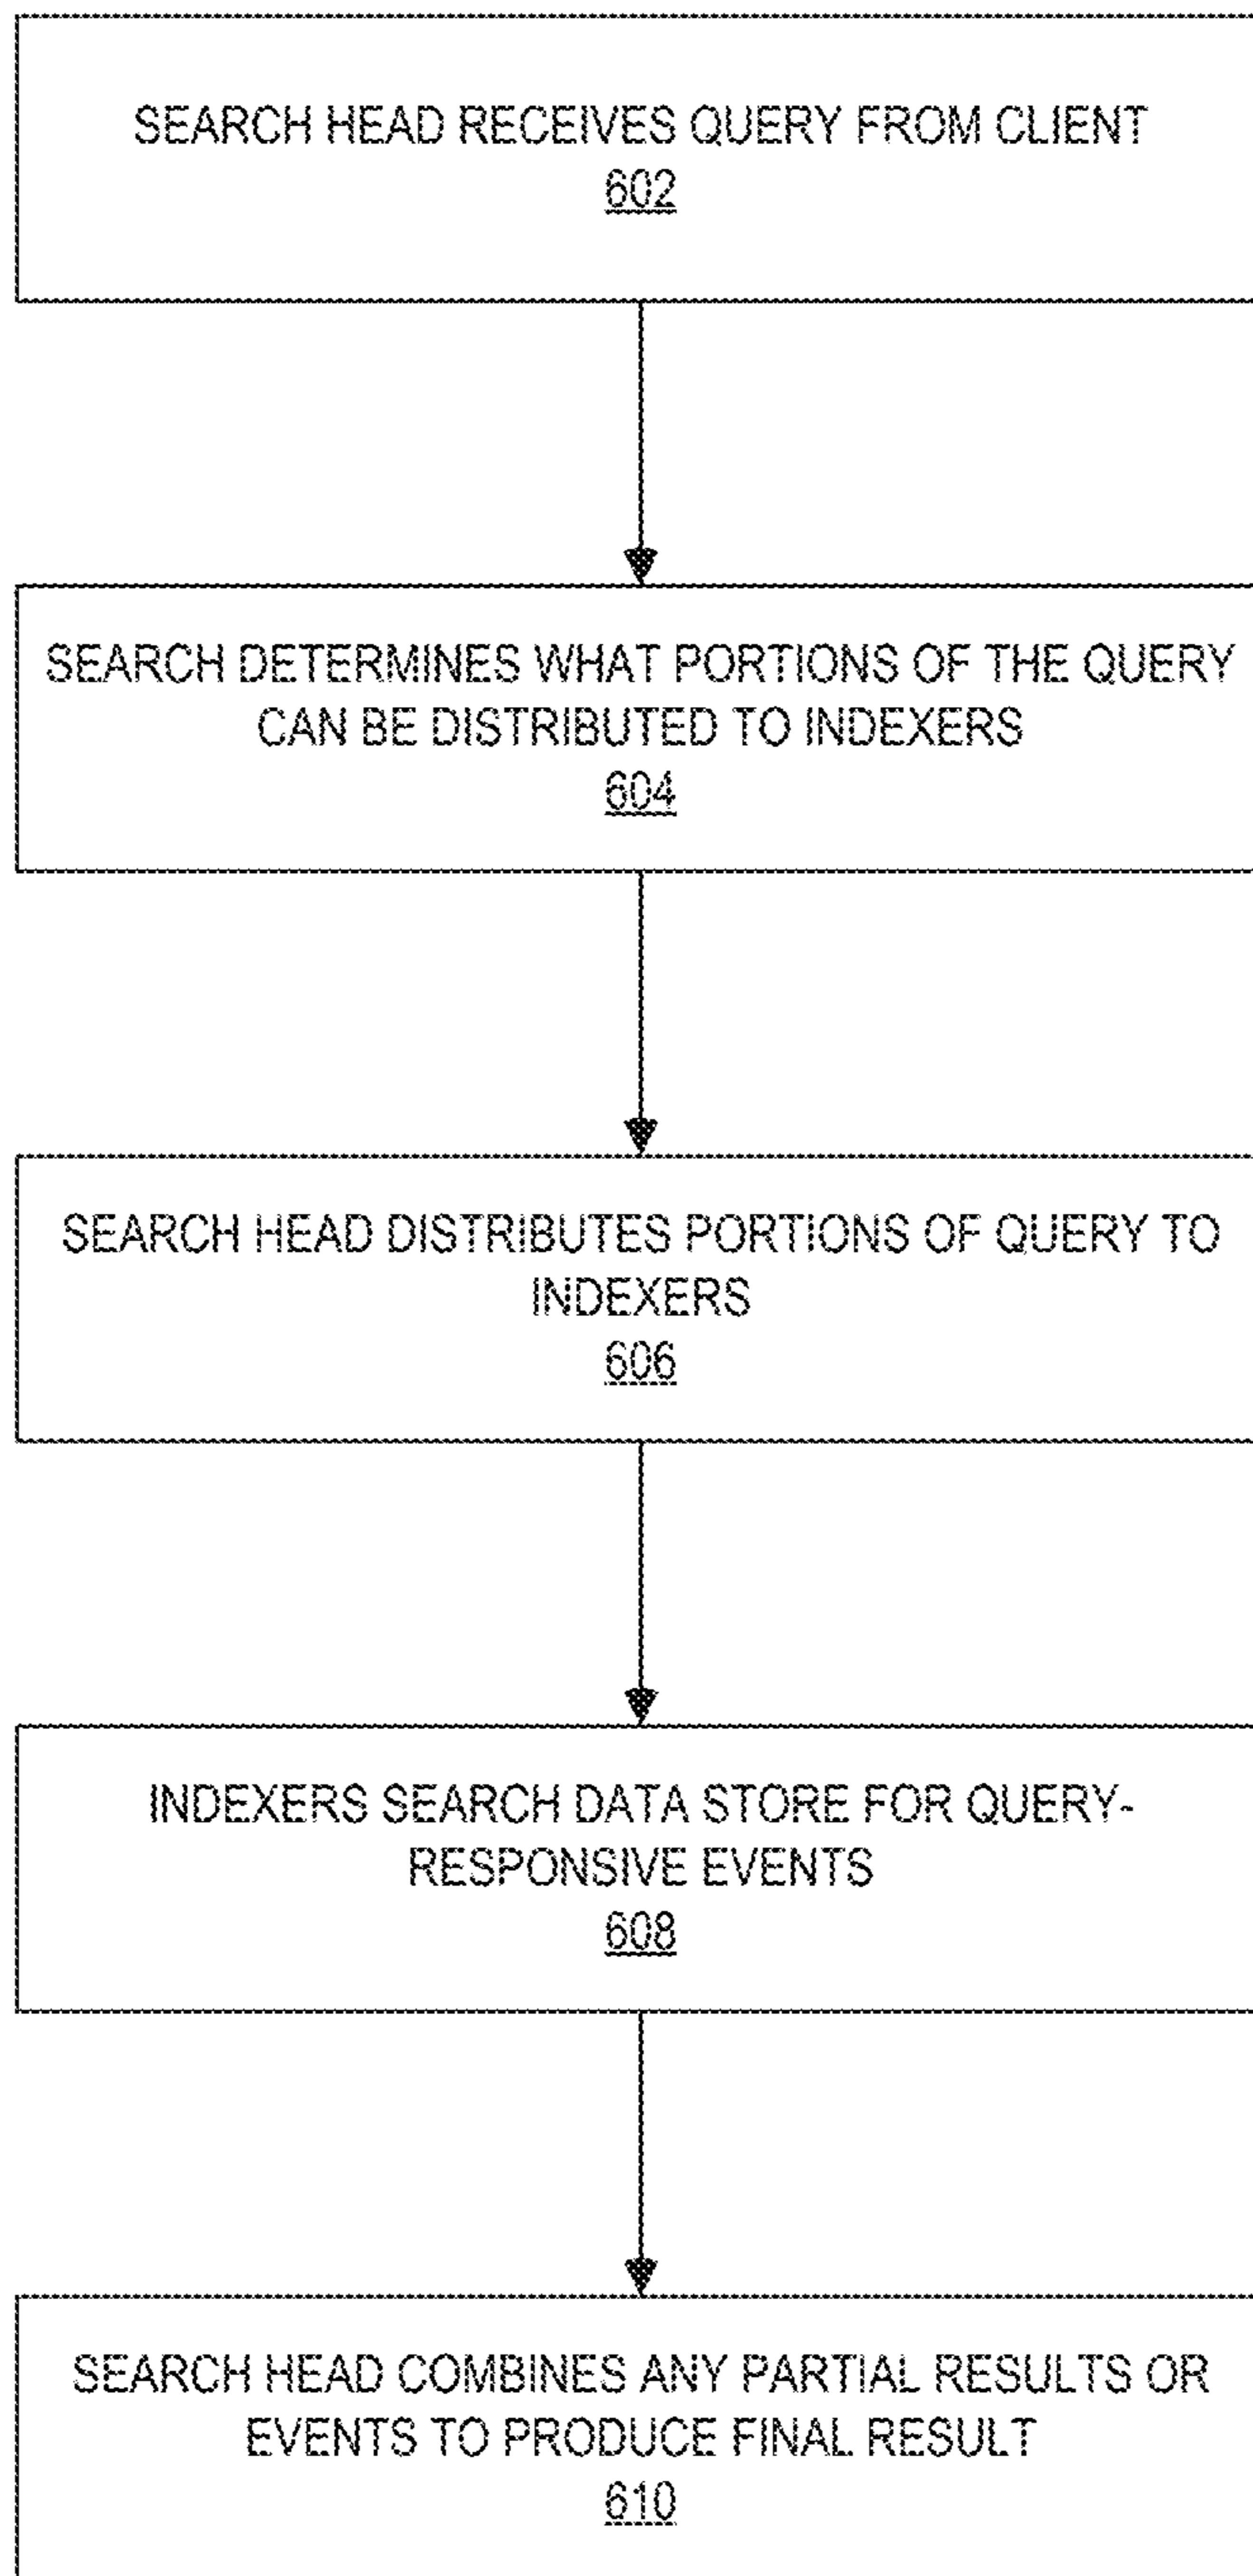 SEARCH HEAD RECEIVES QUERY FROM CLIENT
602
SEARCH DETERMINES WHAT PORTIONS OF THE QUERY
CAN BE DISTRIBUTED TO INDEXERS
604
SEARCH HEAD DISTRIBUTES PORTIONS OF QUERY TO
INDEXERS
606
INDEXERS SEARCH DATA STORE FOR QUERY-
RESPONSIVE EVENTS
608
SEARCH HEAD COMBINES ANY PARTIAL RESULTS OR
EVENTS TO PRODUCE FINAL RESULT
610